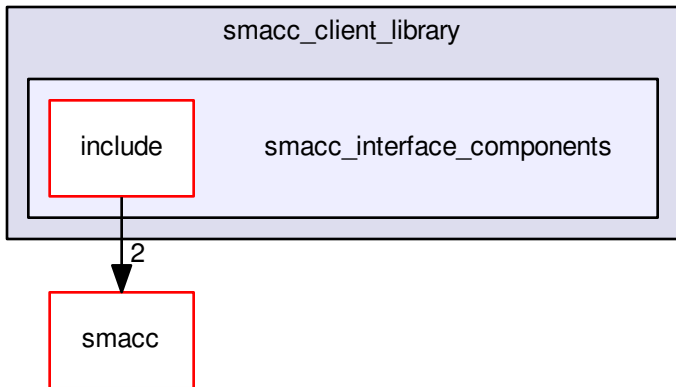 smacc_client_library
include
smacc_interface_components
2
smacc